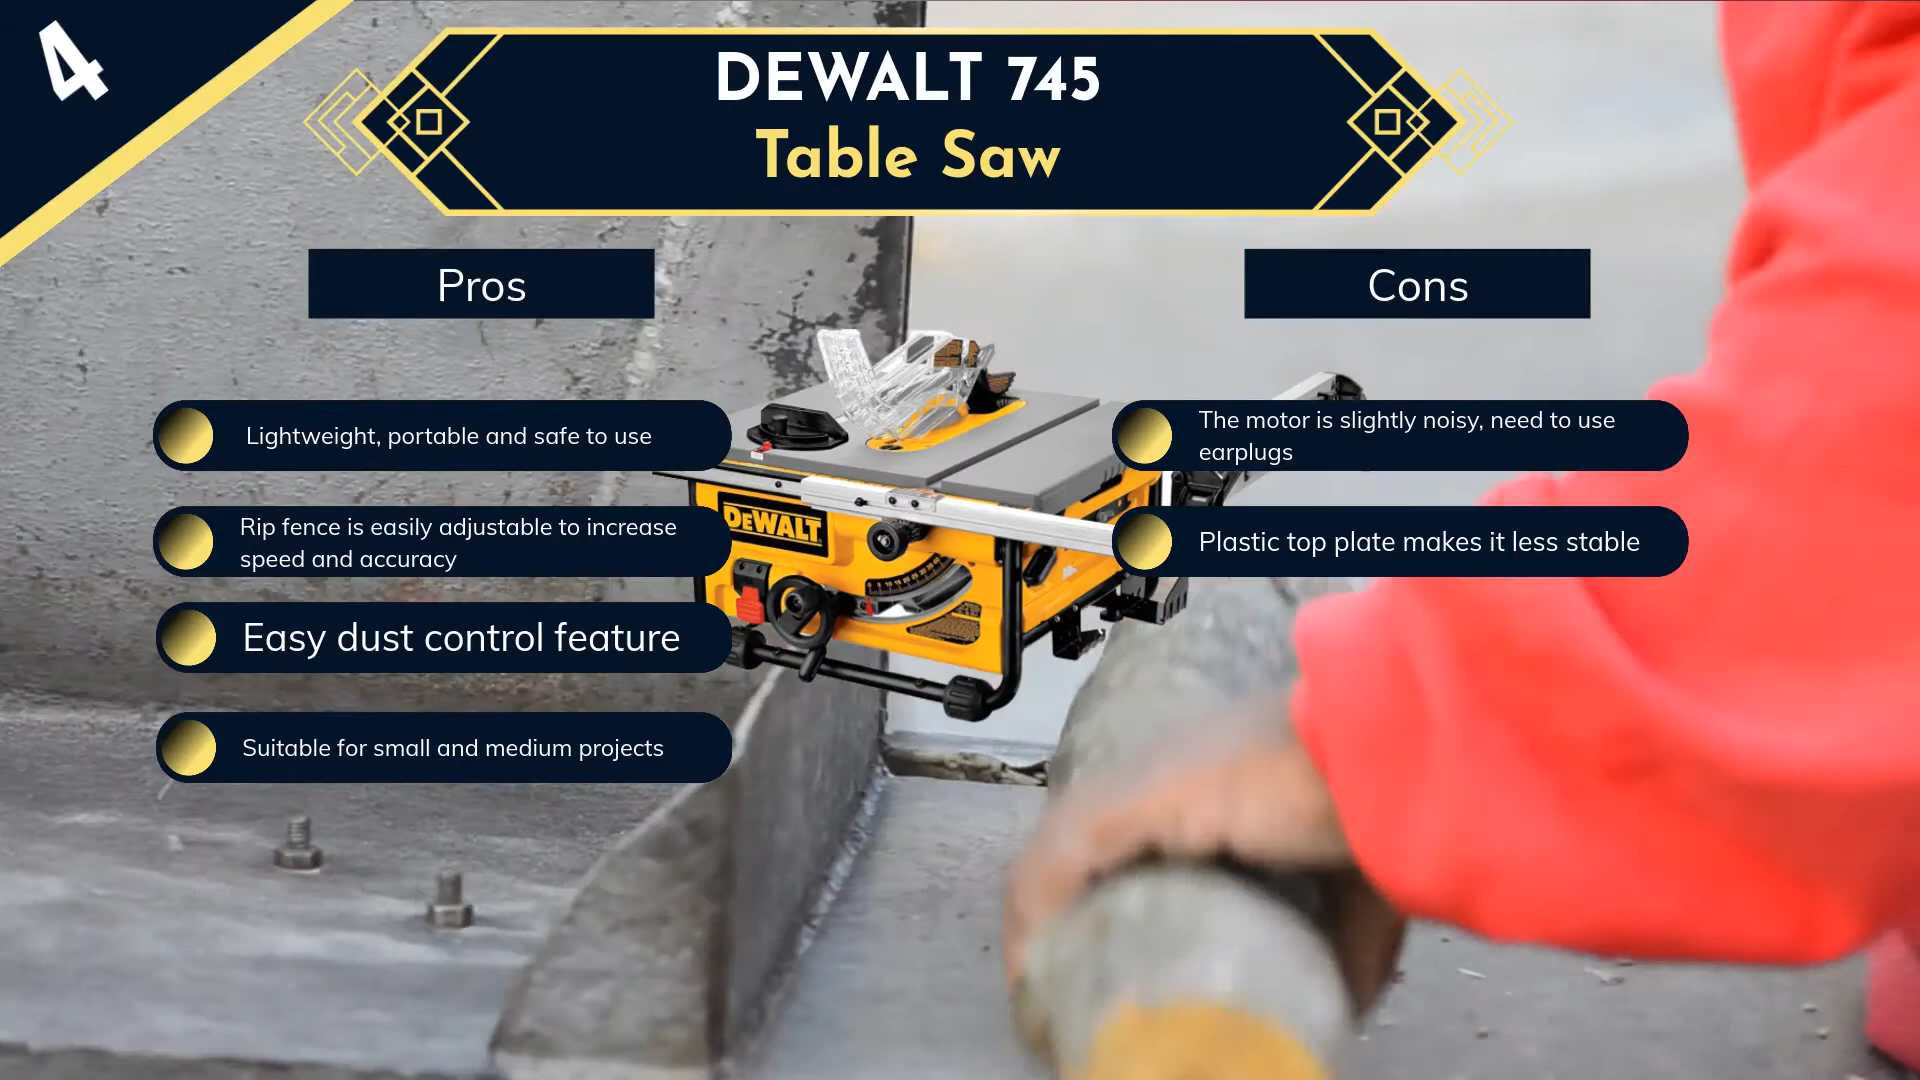 4
DEWALT 745
Table Saw
Pros
Cons
Lightweight, portable and safe to use
Rip fence is easily adjustable to increase
speed and accuracy
Easy dust control feature
Suitable for small and medium projects
The motor is slightly noisy, need to use
earplugs
Plastic top plate makes it less stable
DEWALT